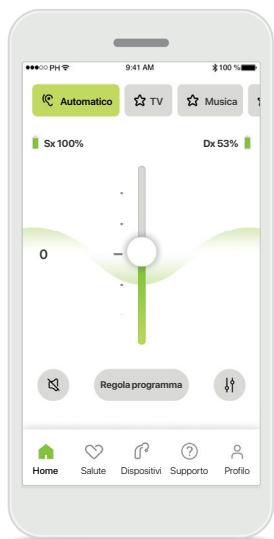 ●●●○○ PH 9:41 AM 100 %
Automatico TV Musica
Sx 100% Dx 53%
0
Regola programma
Home Salute Dispositivi Supporto Profilo